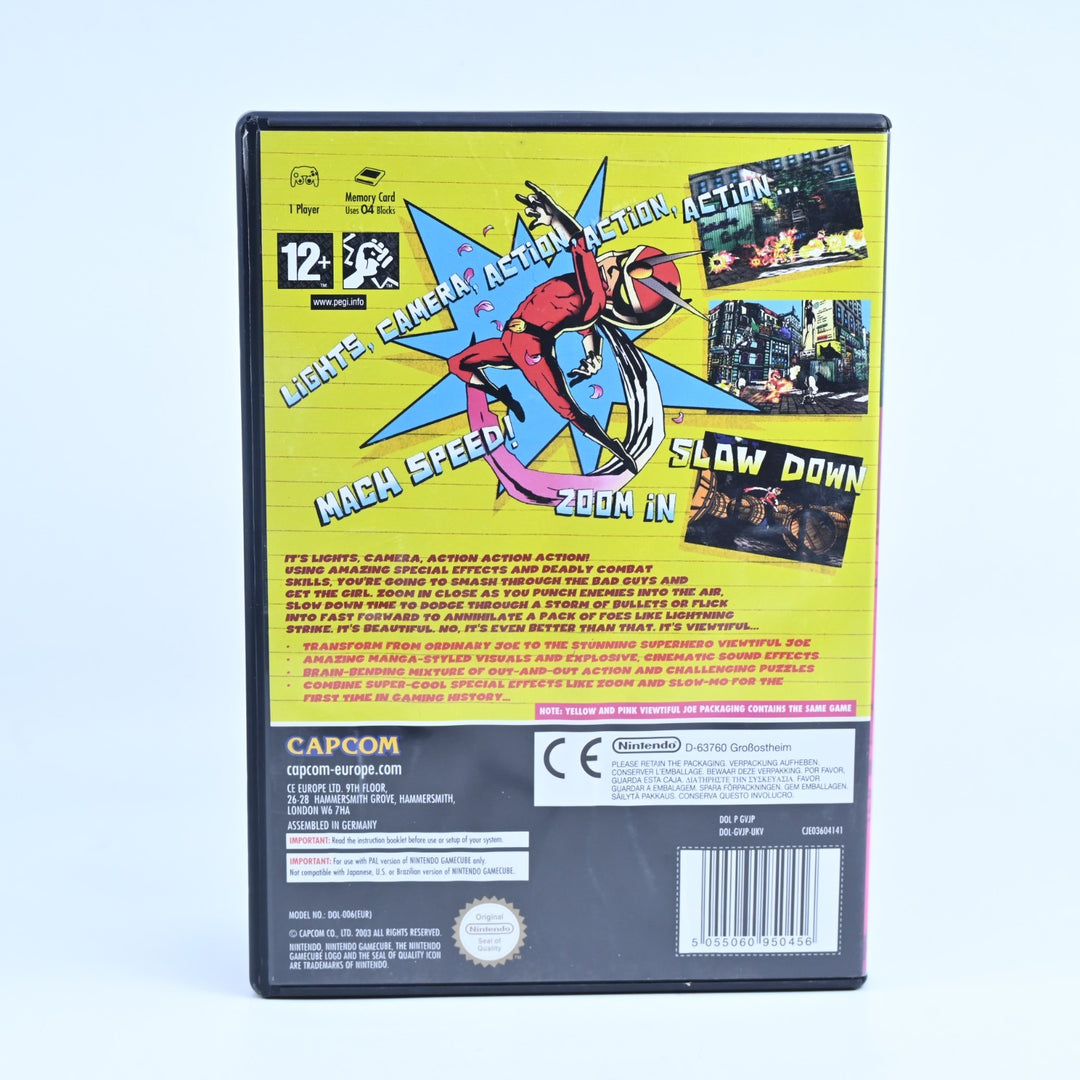 1 Player
Memory Card
Uses 04 Blocks
12+
TM
TM
www.pegi.info
LiGHTS, CAMERA, ACTiON, ACTiON, ACTiON ...
MACH SPEED!
ZOOM iN
SLOW DOWN
IT'S LIGHTS, CAMERA, ACTION ACTION ACTION!
USING AMAZING SPECIAL EFFECTS AND DEADLY COMBAT
SKILLS, YOU'RE GOING TO SMASH THROUGH THE BAD GUYS AND
GET THE GIRL. ZOOM IN CLOSE AS YOU PUNCH ENEMIES INTO THE AIR,
SLOW DOWN TIME TO DODGE THROUGH A STORM OF BULLETS OR FLICK
INTO FAST FORWARD TO ANNIHILATE A PACK OF FOES LIKE LIGHTNING
STRIKE. IT'S BEAUTIFUL. NO, IT'S EVEN BETTER THAN THAT. IT'S VIEWTIFUL...
· TRANSFORM FROM ORDINARY JOE TO THE STUNNING SUPERHERO VIEWTIFUL JOE
· AMAZING MANGA-STYLED VISUALS AND EXPLOSIVE, CINEMATIC SOUND EFFECTS
· BRAIN-BENDING MIXTURE OF OUT-AND-OUT ACTION AND CHALLENGING PUZZLES
· COMBINE SUPER-COOL SPECIAL EFFECTS LIKE ZOOM AND SLOW-MO FOR THE
FIRST TIME IN GAMING HISTORY...
NOTE: YELLOW AND PINK VIEWTIFUL JOE PACKAGING CONTAINS THE SAME GAME
CAPCOM
capcom-europe.com
CE EUROPE LTD. 9TH FLOOR,
26-28 HAMMERSMITH GROVE, HAMMERSMITH,
LONDON W6 7HA
ASSEMBLED IN GERMANY
IMPORTANT: Read the instruction booklet before use or setup of your system.
IMPORTANT: For use with PAL version of NINTENDO GAMECUBE only.
Not compatible with Japanese, U.S. or Brazilian version of NINTENDO GAMECUBE.
CE Nintendo D-63760 Großostheim
PLEASE RETAIN THE PACKAGING. VERPACKUNG AUFHEBEN.
CONSERVER L'EMBALLAGE. BEWAAR DEZE VERPAKKING. POR FAVOR,
GUARDA ESTA CAJA. ΔΙΑΤΗΡΗΣΤΕ ΤΗΝ ΣΥΣΚΕΥΑΣΙΑ. FAVOR
GUARDAR A EMBALAGEM. SPARA FÖRPACKNINGEN. GEM EMBALLAGEN.
SÄILYTÄ PAKKAUS. CONSERVA QUESTO INVOLUCRO.
DOL P GVJP
DOL-GVJP-UKV CJE03604141
MODEL NO.: DOL-006(EUR)
© CAPCOM CO., LTD. 2003 ALL RIGHTS RESERVED.
NINTENDO, NINTENDO GAMECUBE, THE NINTENDO
GAMECUBE LOGO AND THE SEAL OF QUALITY ICON
ARE TRADEMARKS OF NINTENDO.
Original
Nintendo
Seal of
Quality
TM
5 055060 950456